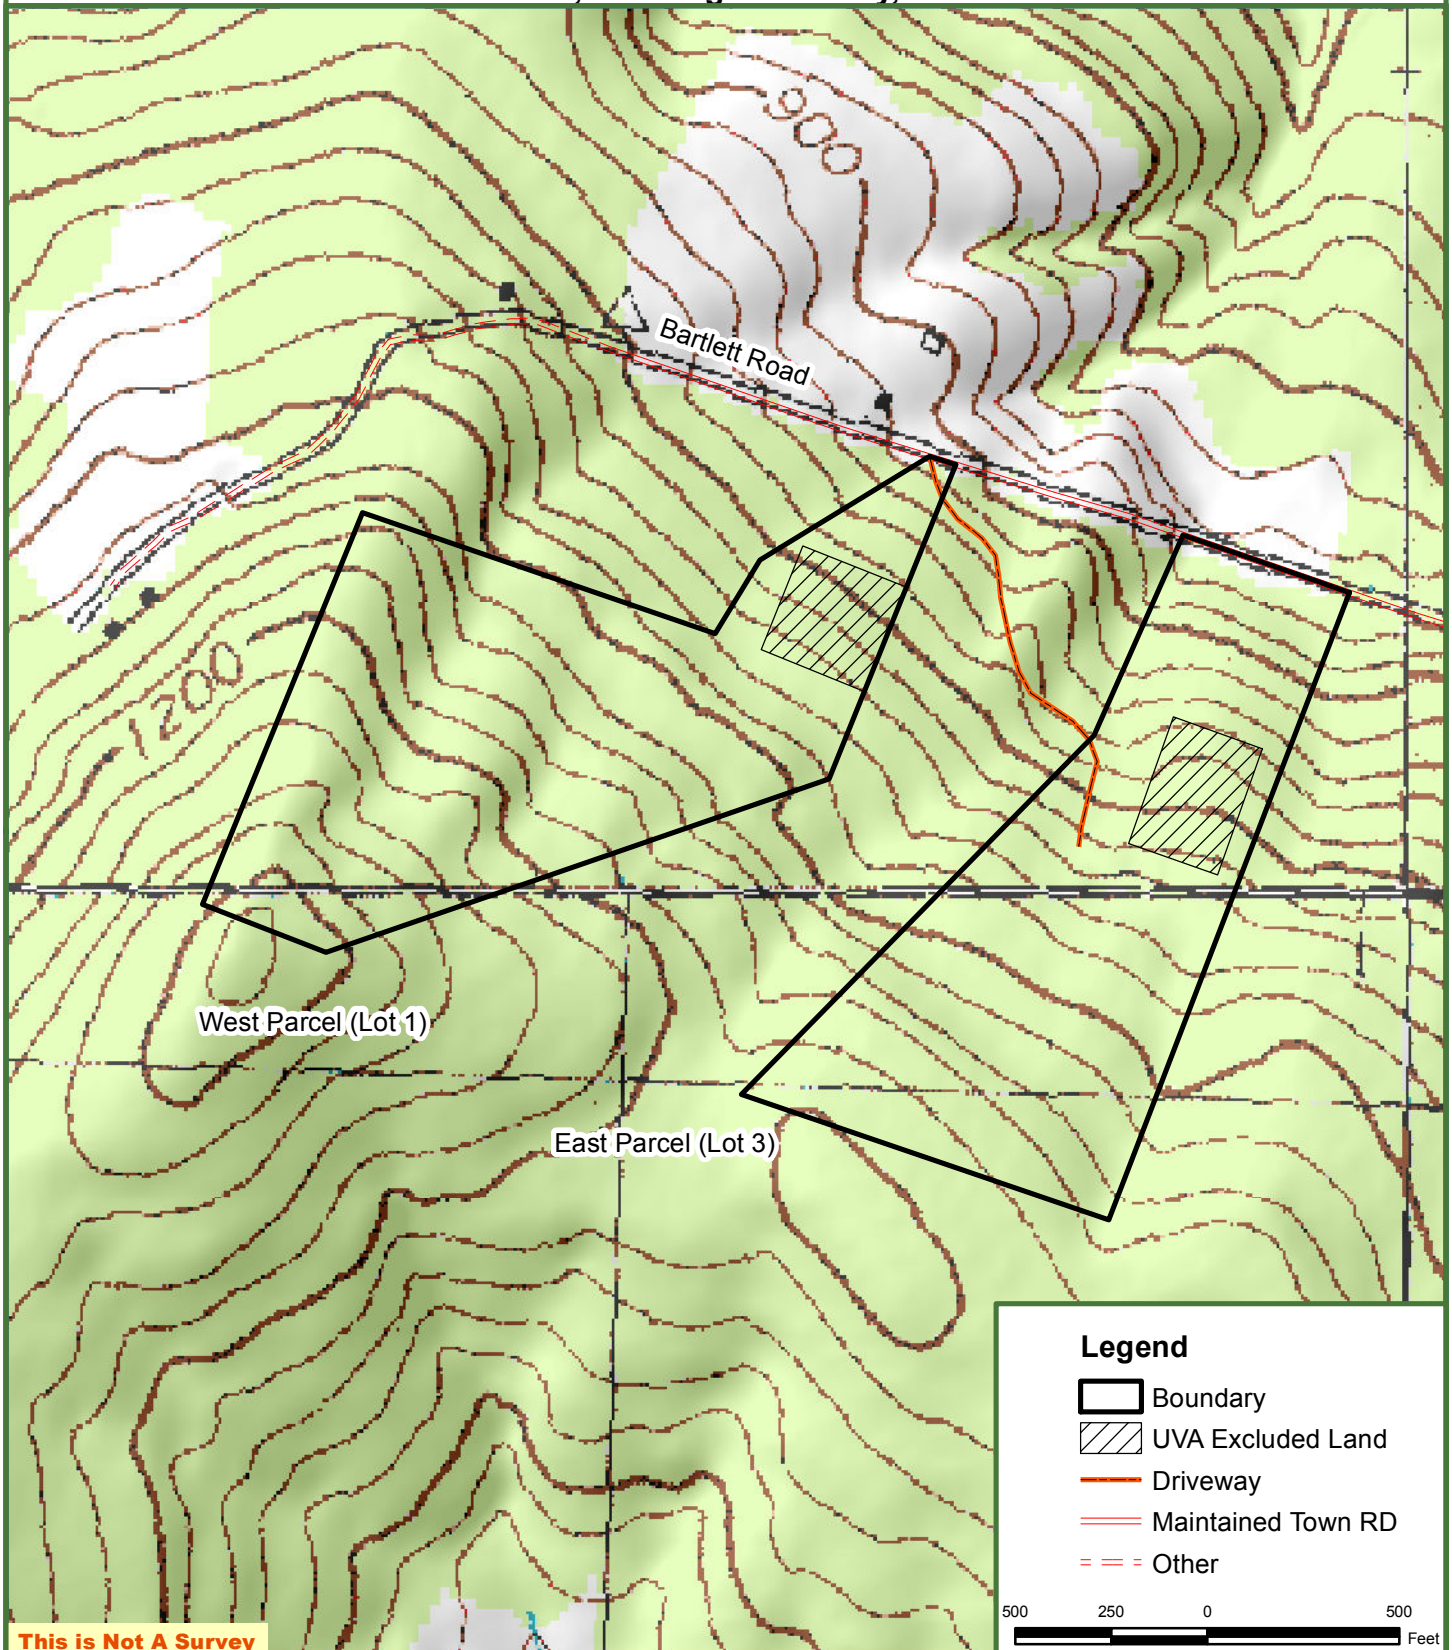 900
Bartlett Road
1200
West Parcel (Lot 1)
East Parcel (Lot 3)
Legend
Boundary
UVA Excluded Land
Driveway
Maintained Town RD
Other
500 250 0 500
Feet
This is Not A Survey